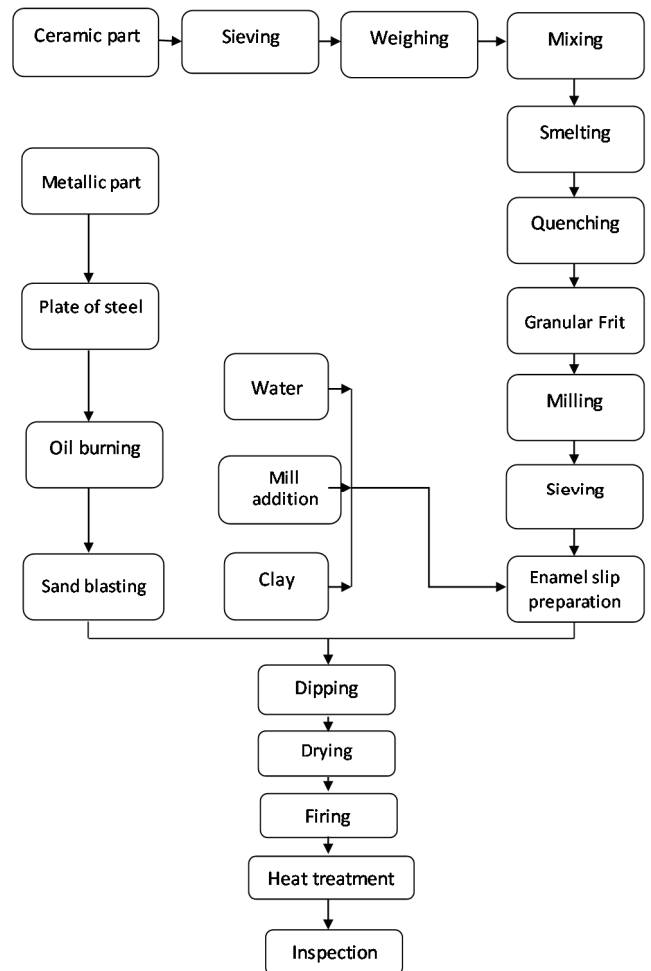 Ceramic part
Sieving
Weighing
Mixing
Smelting
Metallic part
Quenching
Plate of steel
Granular Frit
Water
Milling
Oil burning
Mill
addition
Sieving
Clay
Sand blasting
Enamel slip
preparation
Dipping
Drying
Firing
Heat treatment
Inspection